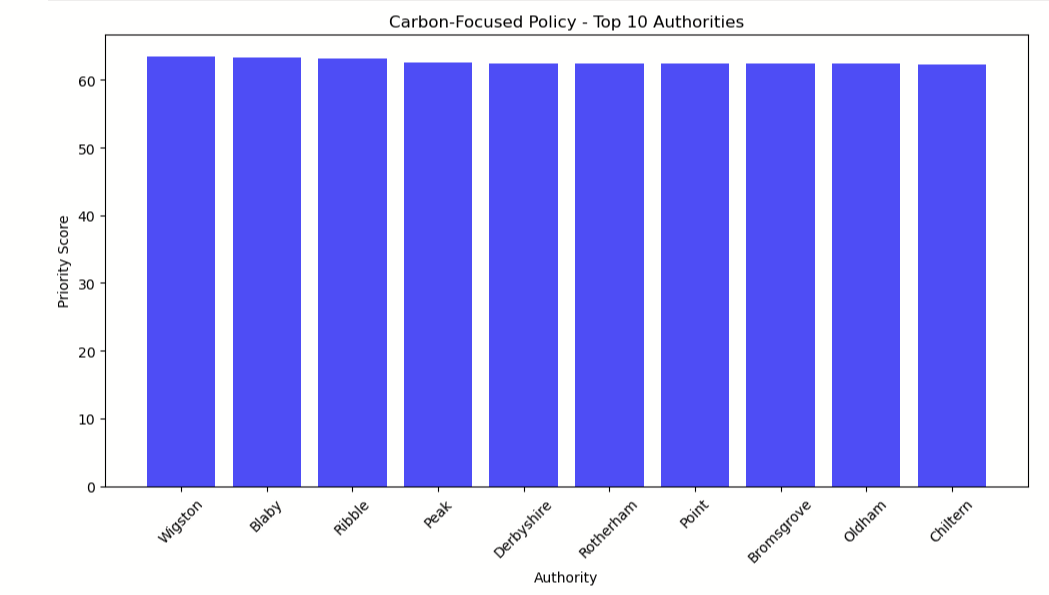 Carbon-Focused Policy - Top 10 Authorities
Priority Score
60
50
40
30
20
10
0
Wigston
Blaby
Ribble
Peak
Derbyshire
Rotherham
Point
Bromsgrove
Oldham
Chiltern
Authority